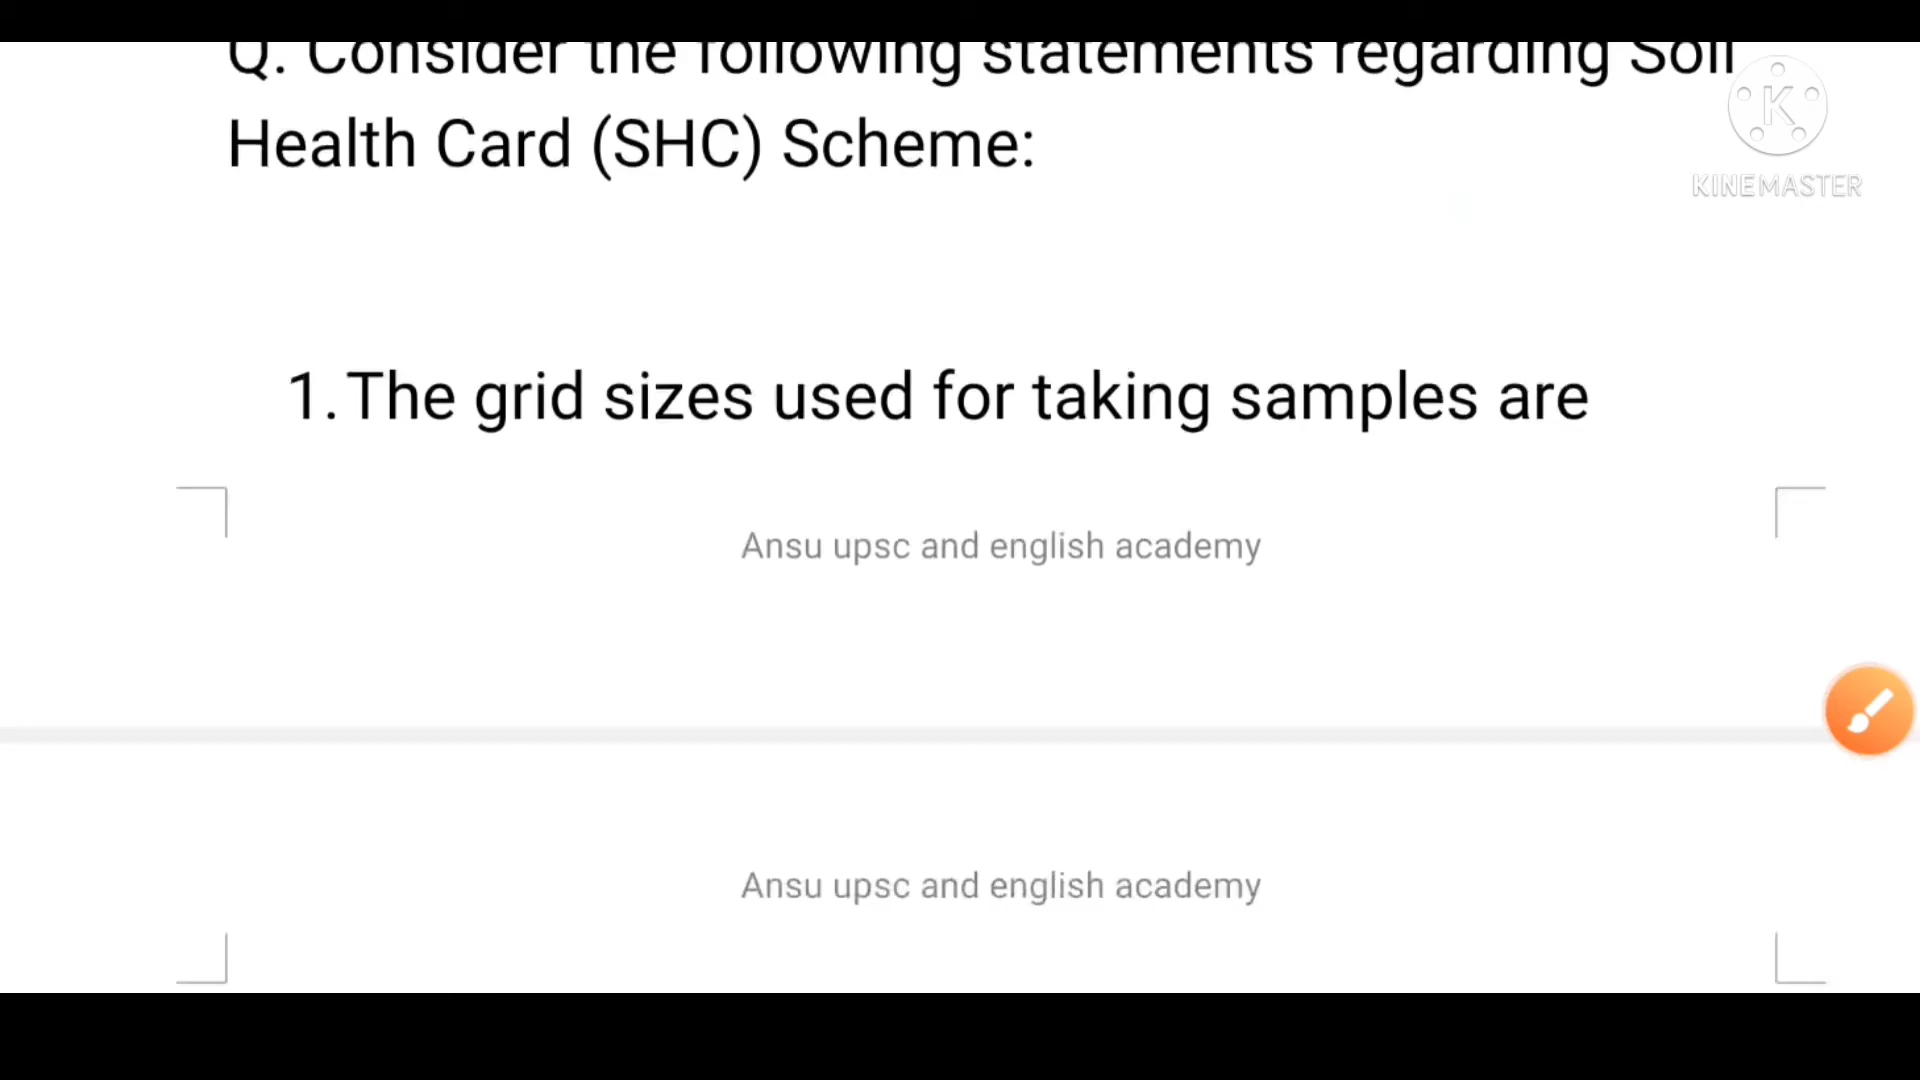 Q. Consider the following statements regarding Soil
Health Card (SHC) Scheme:
K
KINEMASTER
1. The grid sizes used for taking samples are
Ansu upsc and english academy
Ansu upsc and english academy